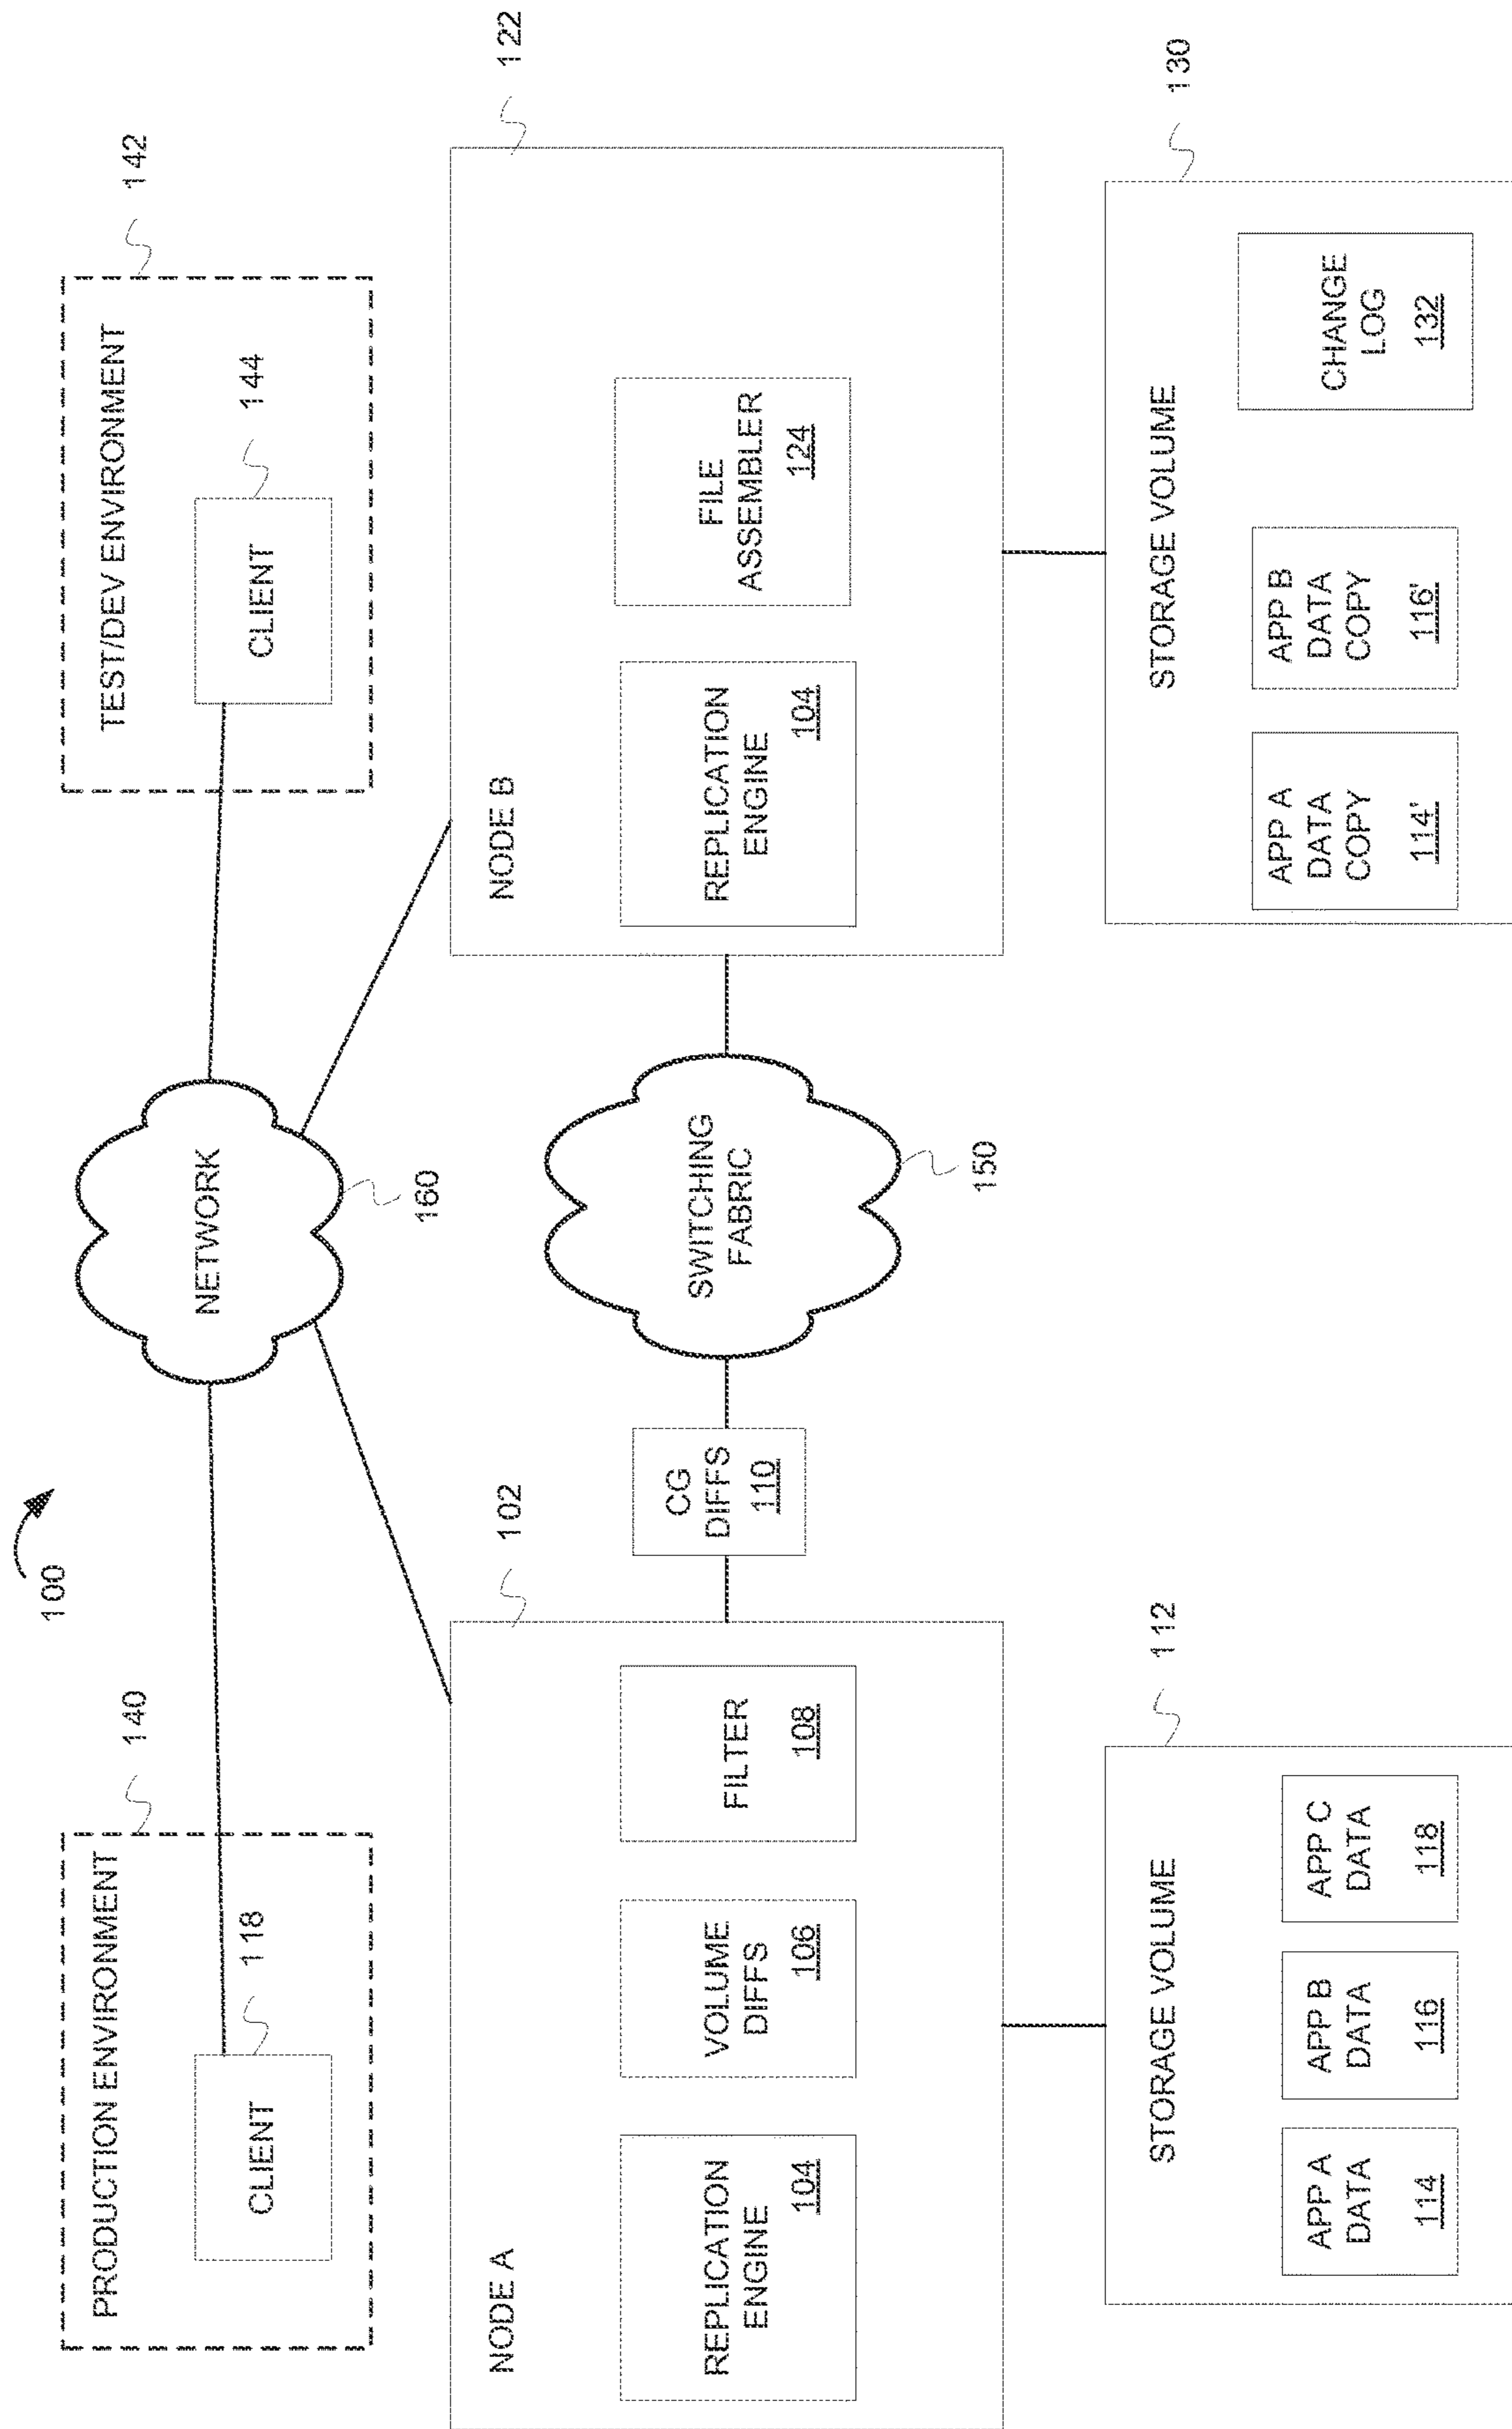 100
PRODUCTION ENVIRONMENT
140
CLIENT
118
NETWORK
160
TEST/DEV ENVIRONMENT
142
CLIENT
144
NODE A
102
REPLICATION
ENGINE
104
VOLUME
DIFFS
106
FILTER
108
CG
DIFFS
110
SWITCHING
FABRIC
150
NODE B
122
REPLICATION
ENGINE
104
FILE
ASSEMBLER
124
STORAGE VOLUME
112
APP A
DATA
114
APP B
DATA
116
APP C
DATA
118
STORAGE VOLUME
130
APP A
DATA
COPY
114'
APP B
DATA
COPY
116'
CHANGE
LOG
132